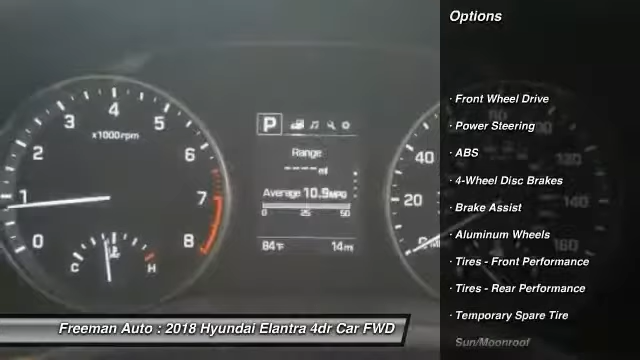 Options
· Front Wheel Drive
· Power Steering
· ABS
· 4-Wheel Disc Brakes
· Brake Assist
· Aluminum Wheels
· Tires - Front Performance
· Tires - Rear Performance
· Temporary Spare Tire
Sun/Moonroof
0
1
2
3
4
5
6
7
8
x1000rpm
C
H
P
Range
---- mi
Average 10.9MPG
0 25 50
84°F 14mi
0
20
40
100
120
140
160
Freeman Auto : 2018 Hyundai Elantra 4dr Car FWD